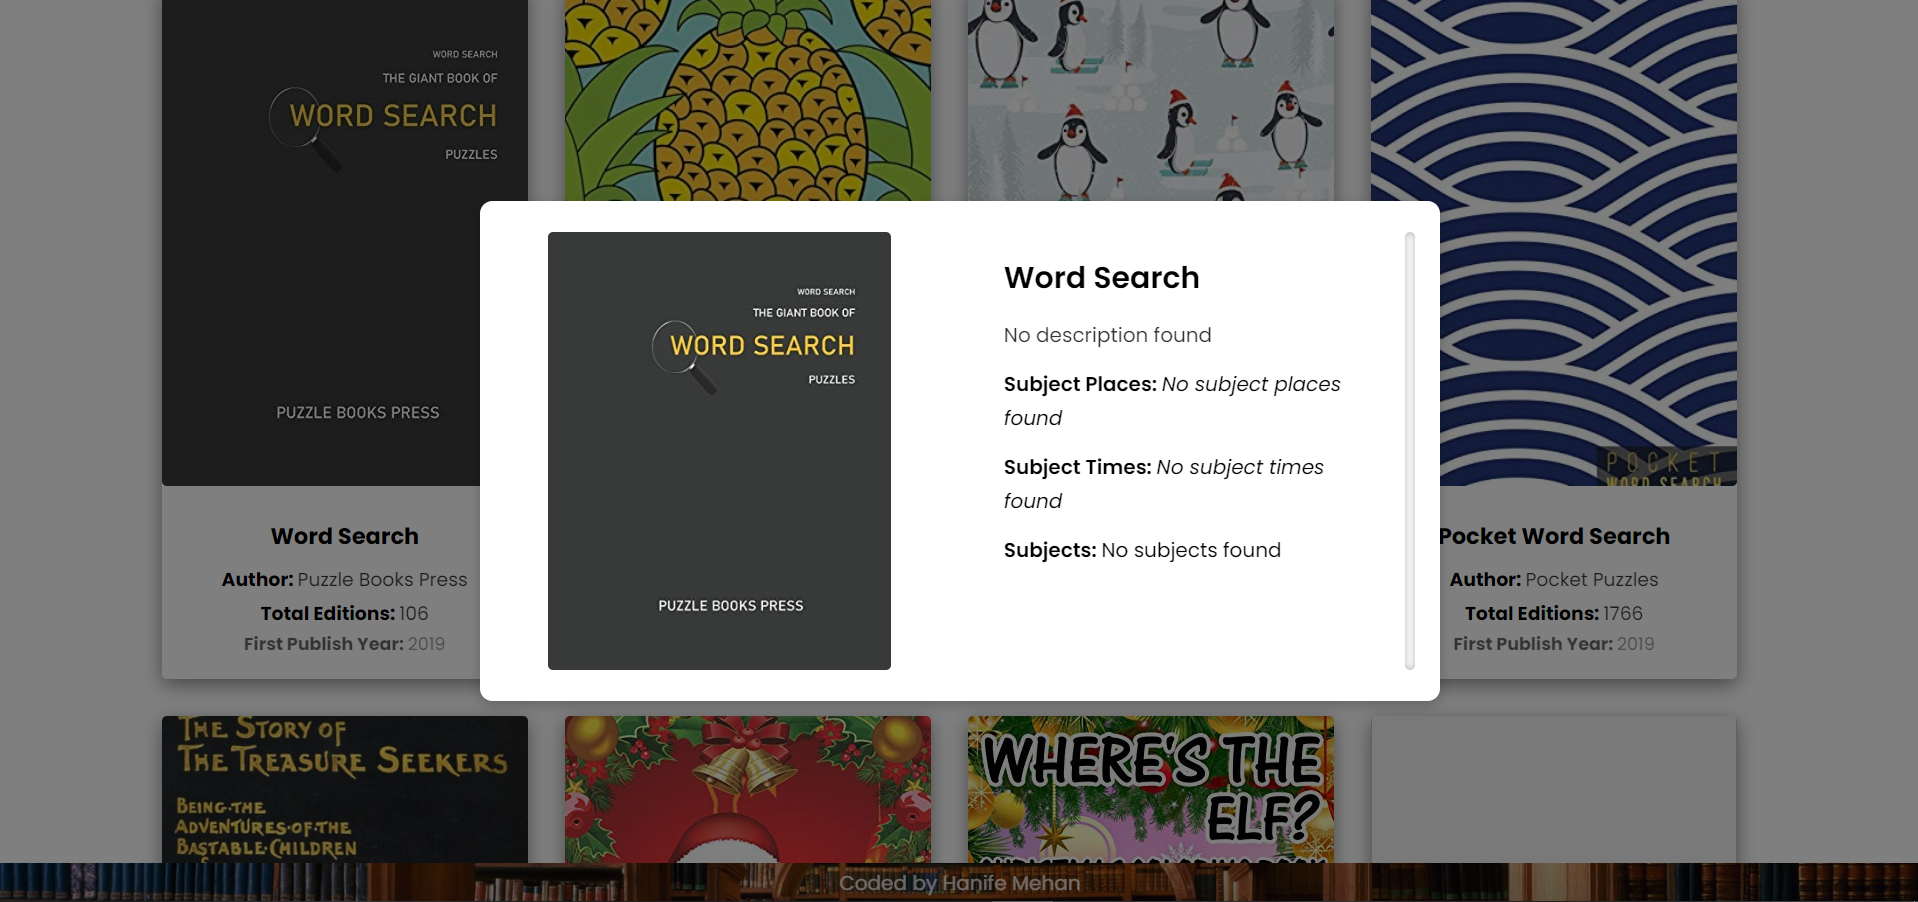 WORD SEARCH
THE GIANT BOOK OF
WORD SEARCH
PUZZLES
PUZZLE BOOKS PRESS
POCKET
WORD SEARCH
WORD SEARCH
THE GIANT BOOK OF
WORD SEARCH
PUZZLES
PUZZLE BOOKS PRESS
Word Search
No description found
Subject Places: No subject places
found
Subject Times: No subject times
found
Subjects: No subjects found
Word Search
Author: Puzzle Books Press
Total Editions: 106
First Publish Year: 2019
Pocket Word Search
Author: Pocket Puzzles
Total Editions: 1766
First Publish Year: 2019
THE STORY OF
THE TREASURE SEEKERS
BEING·THE
ADVENTURES·OF·THE
BASTABLE·CHILDREN
WHERE'S THE
ELF?
Coded by Hanife Mehan